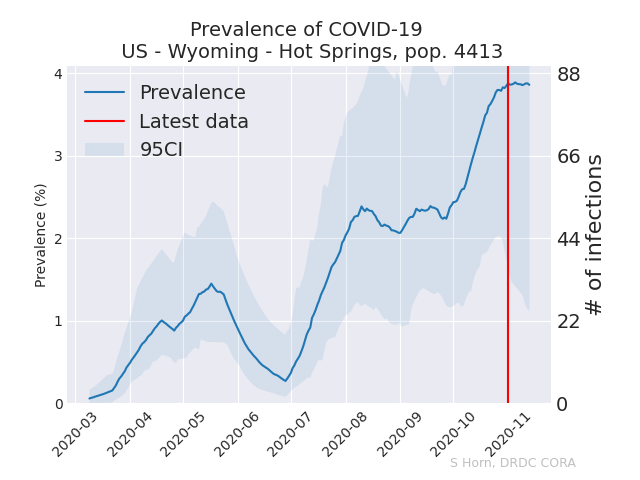 Prevalence of COVID-19
US - Wyoming - Hot Springs, pop. 4413
Prevalence
Latest data
95CI
Prevalence (%)
4
3
2
1
0
88
66
44
22
0
# of infections
2020-03
2020-04
2020-05
2020-06
2020-07
2020-08
2020-09
2020-10
2020-11
S Horn, DRDC CORA